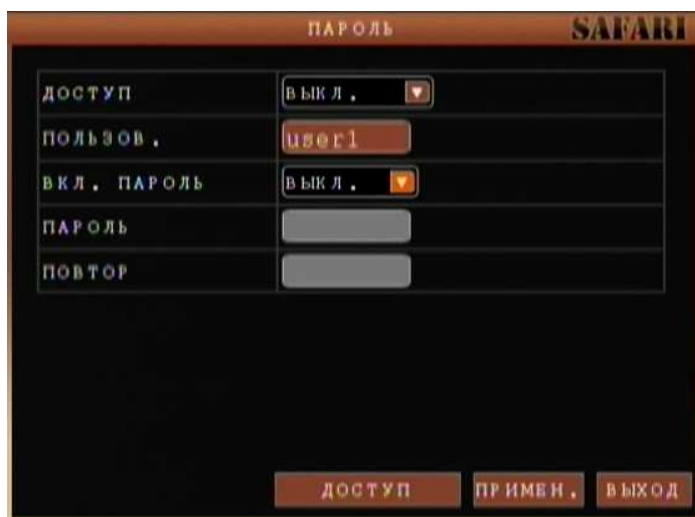 ПАРОЛЬ SAFARI
ДОСТУП ВЫКЛ.
ПОЛЬЗОВ. user1
ВКЛ. ПАРОЛЬ ВЫКЛ.
ПАРОЛЬ
ПОВТОР
ДОСТУП ПРИМЕН. ВЫХОД